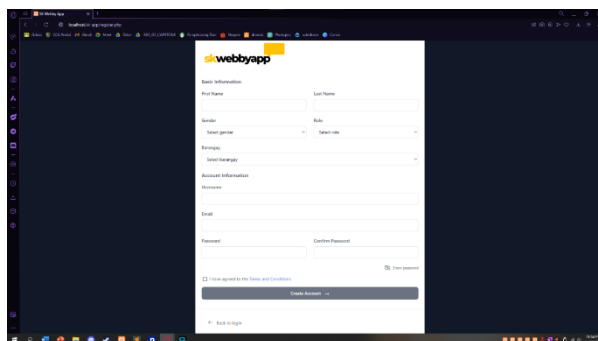 SK Webby App
localhost/sk-app/register.php
skwebbyapp
Basic Information
First Name
Last Name
Gender
Role
Select gender
Select role
Barangay
Select Barangay
Account Information
Username
Email
Password
Confirm Password
Show password
I have agreed to the Terms and Conditions
Create Account →
← Back to login